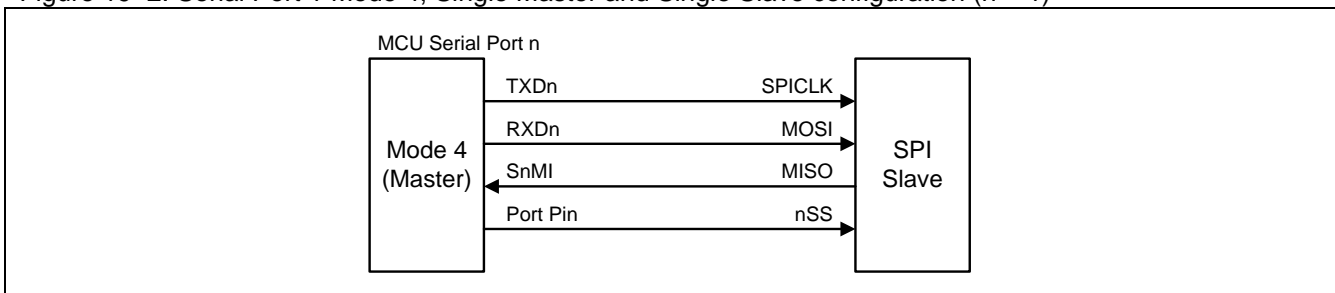 MCU Serial Port n
TXDn SPICLK
RXDn MOSI
Mode 4
(Master)
SPI
Slave
SnMI MISO
Port Pin nSS